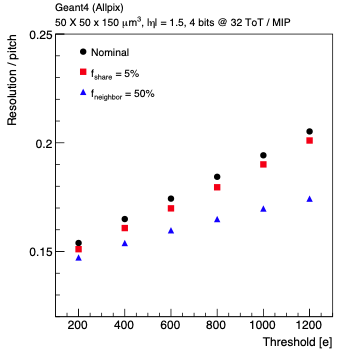 Geant4 (Allpix)
50 X 50 x 150 μm³, |η| = 1.5, 4 bits @ 32 ToT / MIP
Resolution / pitch
0.25
0.2
0.15
Nominal
f_share = 5%
f_neighbor = 50%
200 400 600 800 1000 1200
Threshold [e]